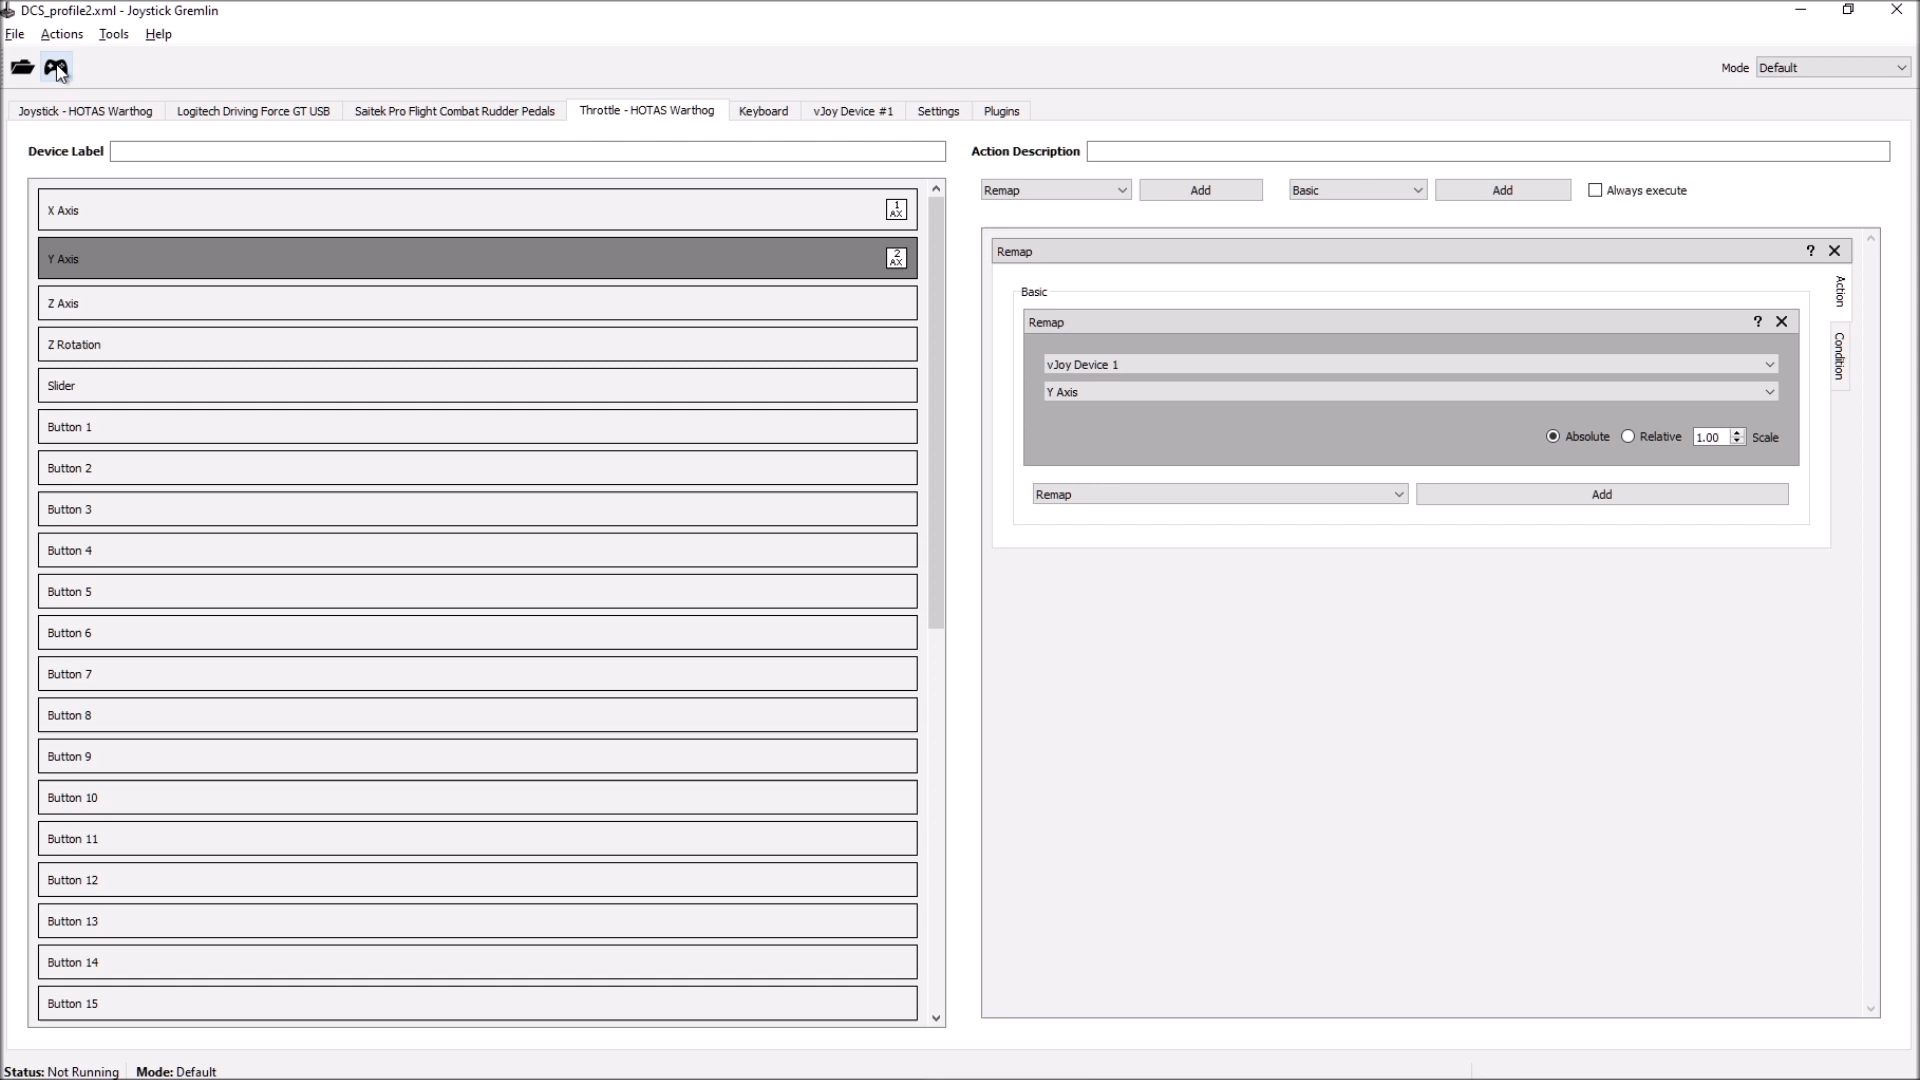 DCS_profile2.xml - Joystick Gremlin
File Actions Tools Help
Mode Default
Joystick - HOTAS Warthog Logitech Driving Force GT USB Saitek Pro Flight Combat Rudder Pedals Throttle - HOTAS Warthog Keyboard vJoy Device #1 Settings Plugins
Device Label
Action Description
Remap Add Basic Add Always execute
X Axis 1 AX
Y Axis 2 AX
Z Axis
Z Rotation
Slider
Button 1
Button 2
Button 3
Button 4
Button 5
Button 6
Button 7
Button 8
Button 9
Button 10
Button 11
Button 12
Button 13
Button 14
Button 15
Remap ?
Action
Condition
Basic
Remap ?
vJoy Device 1
Y Axis
Absolute Relative 1.00 Scale
Remap Add
Status: Not Running Mode: Default